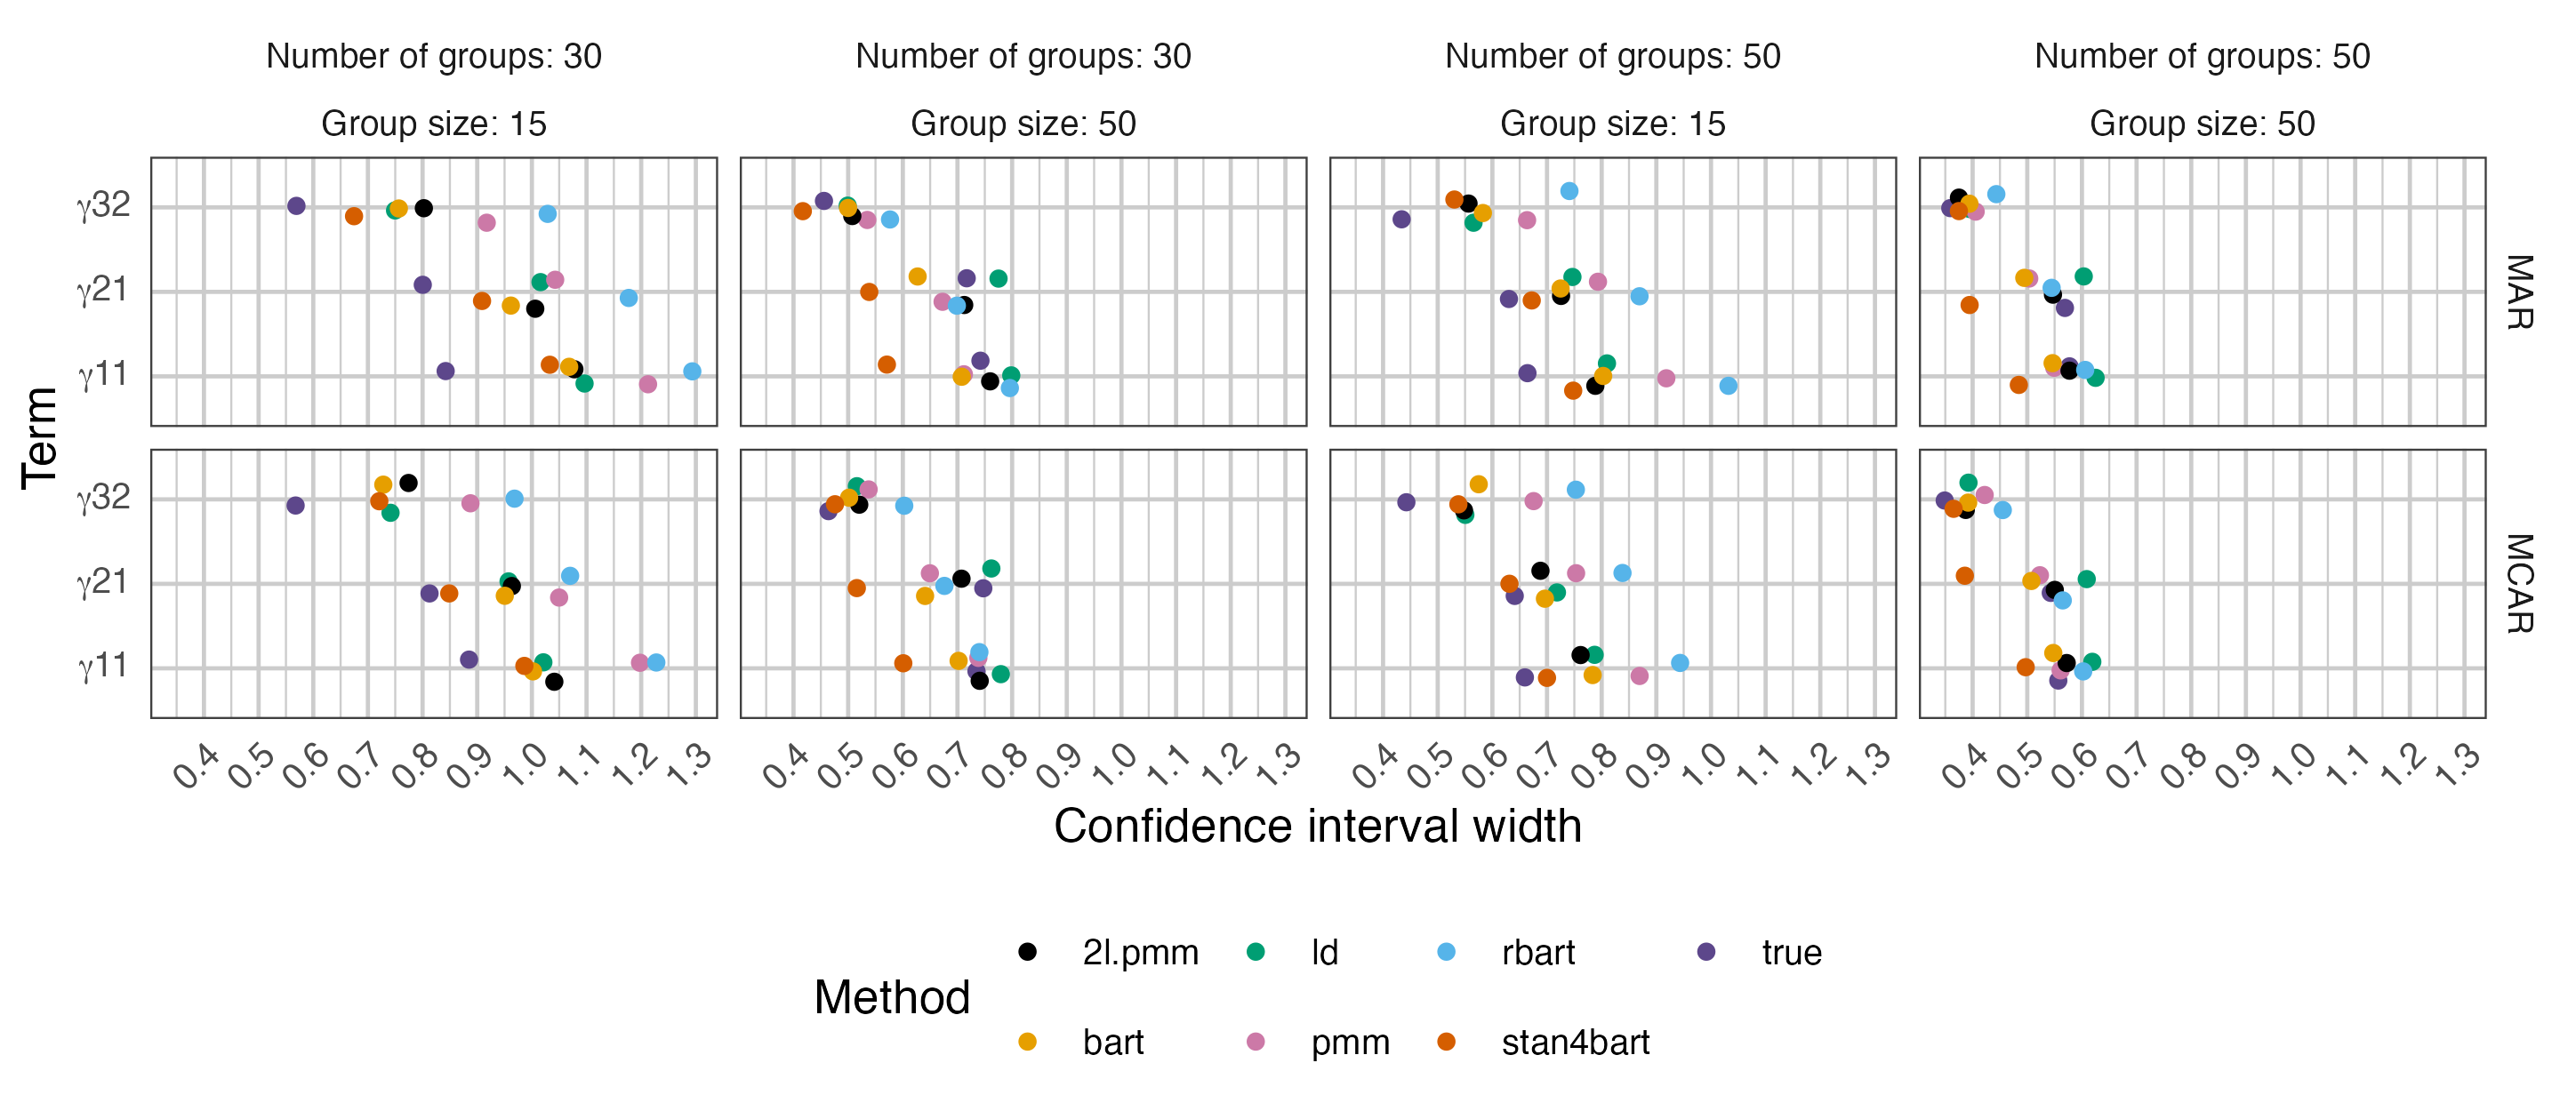 Number of groups: 30 Number of groups: 30 Number of groups: 50 Number of groups: 50
Group size: 15 Group size: 50 Group size: 15 Group size: 50
γ32
γ21
γ11
MAR
Term
γ32
γ21
γ11
MCAR
0.4 0.5 0.6 0.7 0.8 0.9 1.0 1.1 1.2 1.3 0.4 0.5 0.6 0.7 0.8 0.9 1.0 1.1 1.2 1.3 0.4 0.5 0.6 0.7 0.8 0.9 1.0 1.1 1.2 1.3 0.4 0.5 0.6 0.7 0.8 0.9 1.0 1.1 1.2 1.3
Confidence interval width
Method
2l.pmm ld rbart true
bart pmm stan4bart